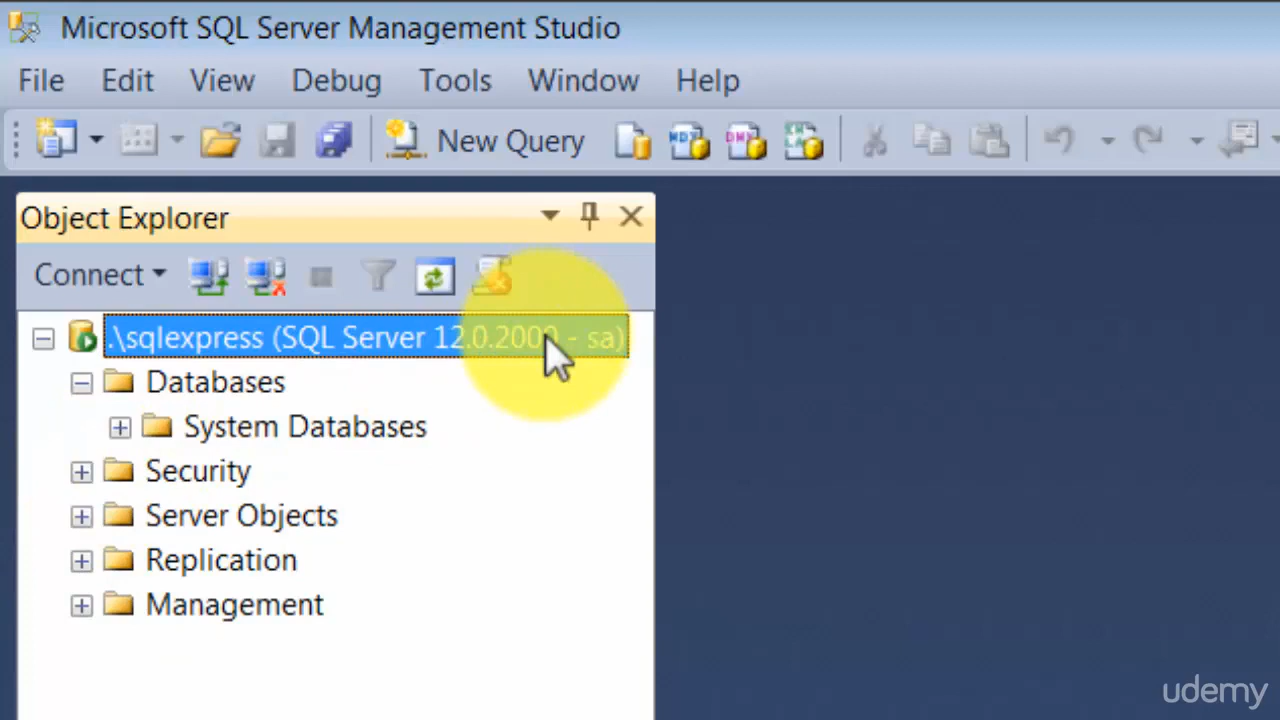 Microsoft SQL Server Management Studio
File Edit View Debug Tools Window Help
New Query
Object Explorer
Connect
.\sqlexpress (SQL Server 12.0.2000 - sa)
Databases
System Databases
Security
Server Objects
Replication
Management
udemy